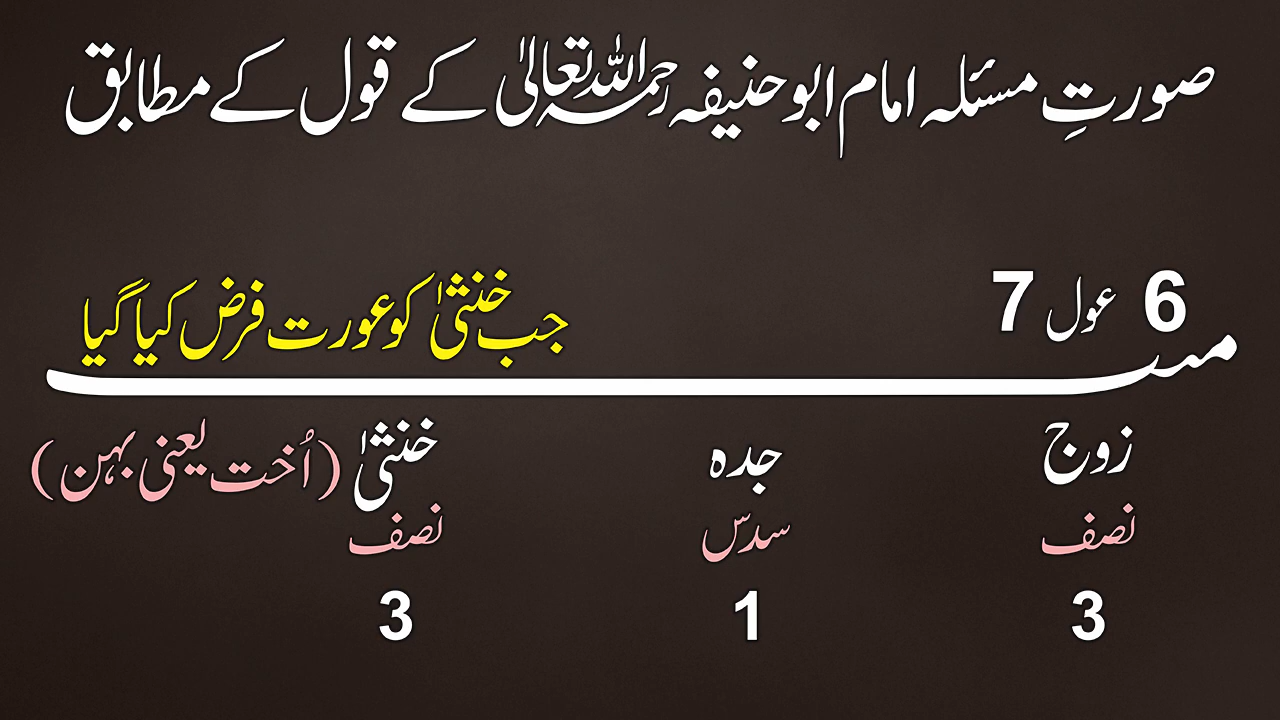 صورتِ مسئلہ امام ابو حنیفہ رحمہ اللہ تعالیٰ کے قول کے مطابق
6 عول 7
جب خنثیٰ کو عورت فرض کیا گیا
میت
زوج جدہ خنثیٰ (اُخت یعنی بہن)
نصف سدس نصف
3 1 3